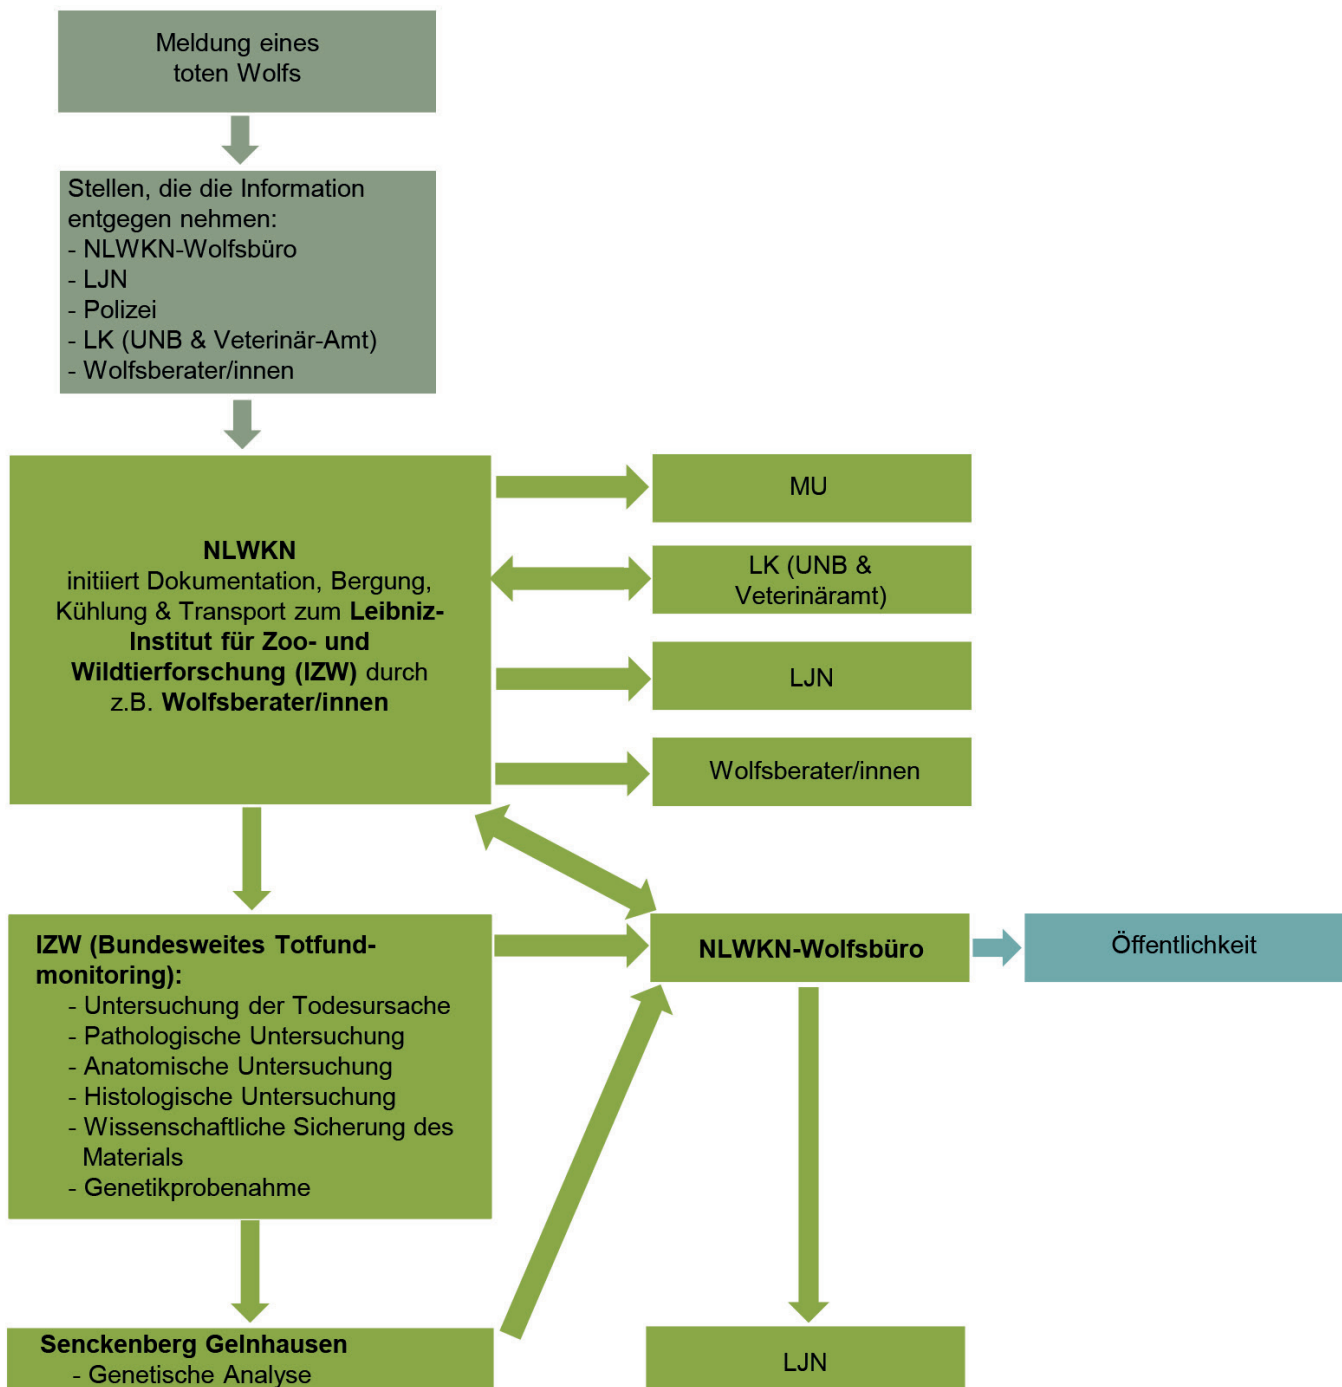 Meldung eines
toten Wolfs
Stellen, die die Information
entgegen nehmen:
- NLWKN-Wolfsbüro
- LJN
- Polizei
- LK (UNB & Veterinär-Amt)
- Wolfsberater/innen
NLWKN
initiiert Dokumentation, Bergung,
Kühlung & Transport zum Leibniz-
Institut für Zoo- und
Wildtierforschung (IZW) durch
z.B. Wolfsberater/innen
MU
LK (UNB &
Veterinäramt)
LJN
Wolfsberater/innen
IZW (Bundesweites Totfund-
monitoring):
- Untersuchung der Todesursache
- Pathologische Untersuchung
- Anatomische Untersuchung
- Histologische Untersuchung
- Wissenschaftliche Sicherung des
Materials
- Genetikprobenahme
NLWKN-Wolfsbüro
Öffentlichkeit
Senckenberg Gelnhausen
- Genetische Analyse
LJN